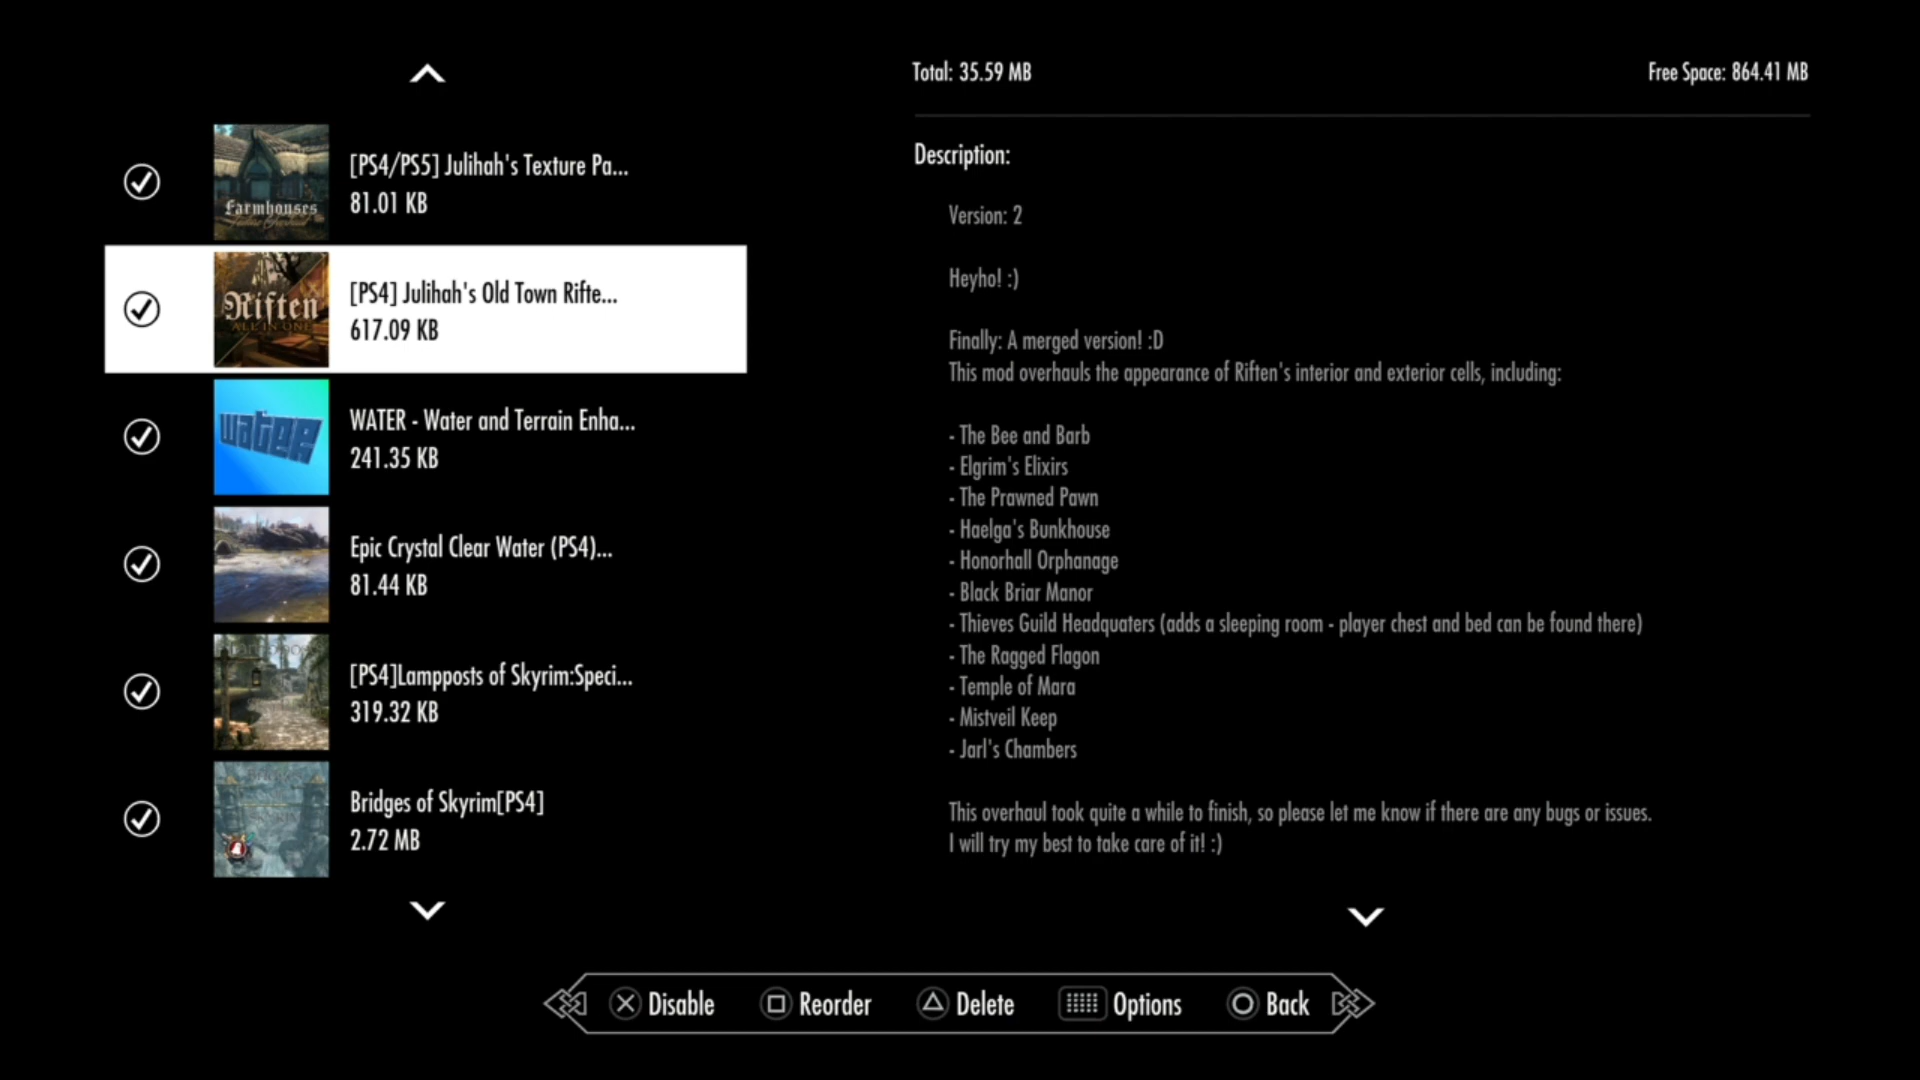 Total: 35.59 MB
Free Space: 864.41 MB
[PS4/PS5] Julihah's Texture Pa...
81.01 KB
Farmhouses
[PS4] Julihah's Old Town Rifte...
617.09 KB
Riften
ALL IN ONE
WATER - Water and Terrain Enha...
241.35 KB
water
Epic Crystal Clear Water (PS4)...
81.44 KB
[PS4]Lampposts of Skyrim:Speci...
319.32 KB
Bridges of Skyrim[PS4]
2.72 MB
Description:
Version: 2
Heyho! :)
Finally: A merged version! :D
This mod overhauls the appearance of Riften's interior and exterior cells, including:
- The Bee and Barb
- Elgrim's Elixirs
- The Prawned Pawn
- Haelga's Bunkhouse
- Honorhall Orphanage
- Black Briar Manor
- Thieves Guild Headquaters (adds a sleeping room - player chest and bed can be found there)
- The Ragged Flagon
- Temple of Mara
- Mistveil Keep
- Jarl's Chambers
This overhaul took quite a while to finish, so please let me know if there are any bugs or issues.
I will try my best to take care of it! :)
Disable
Reorder
Delete
Options
Back